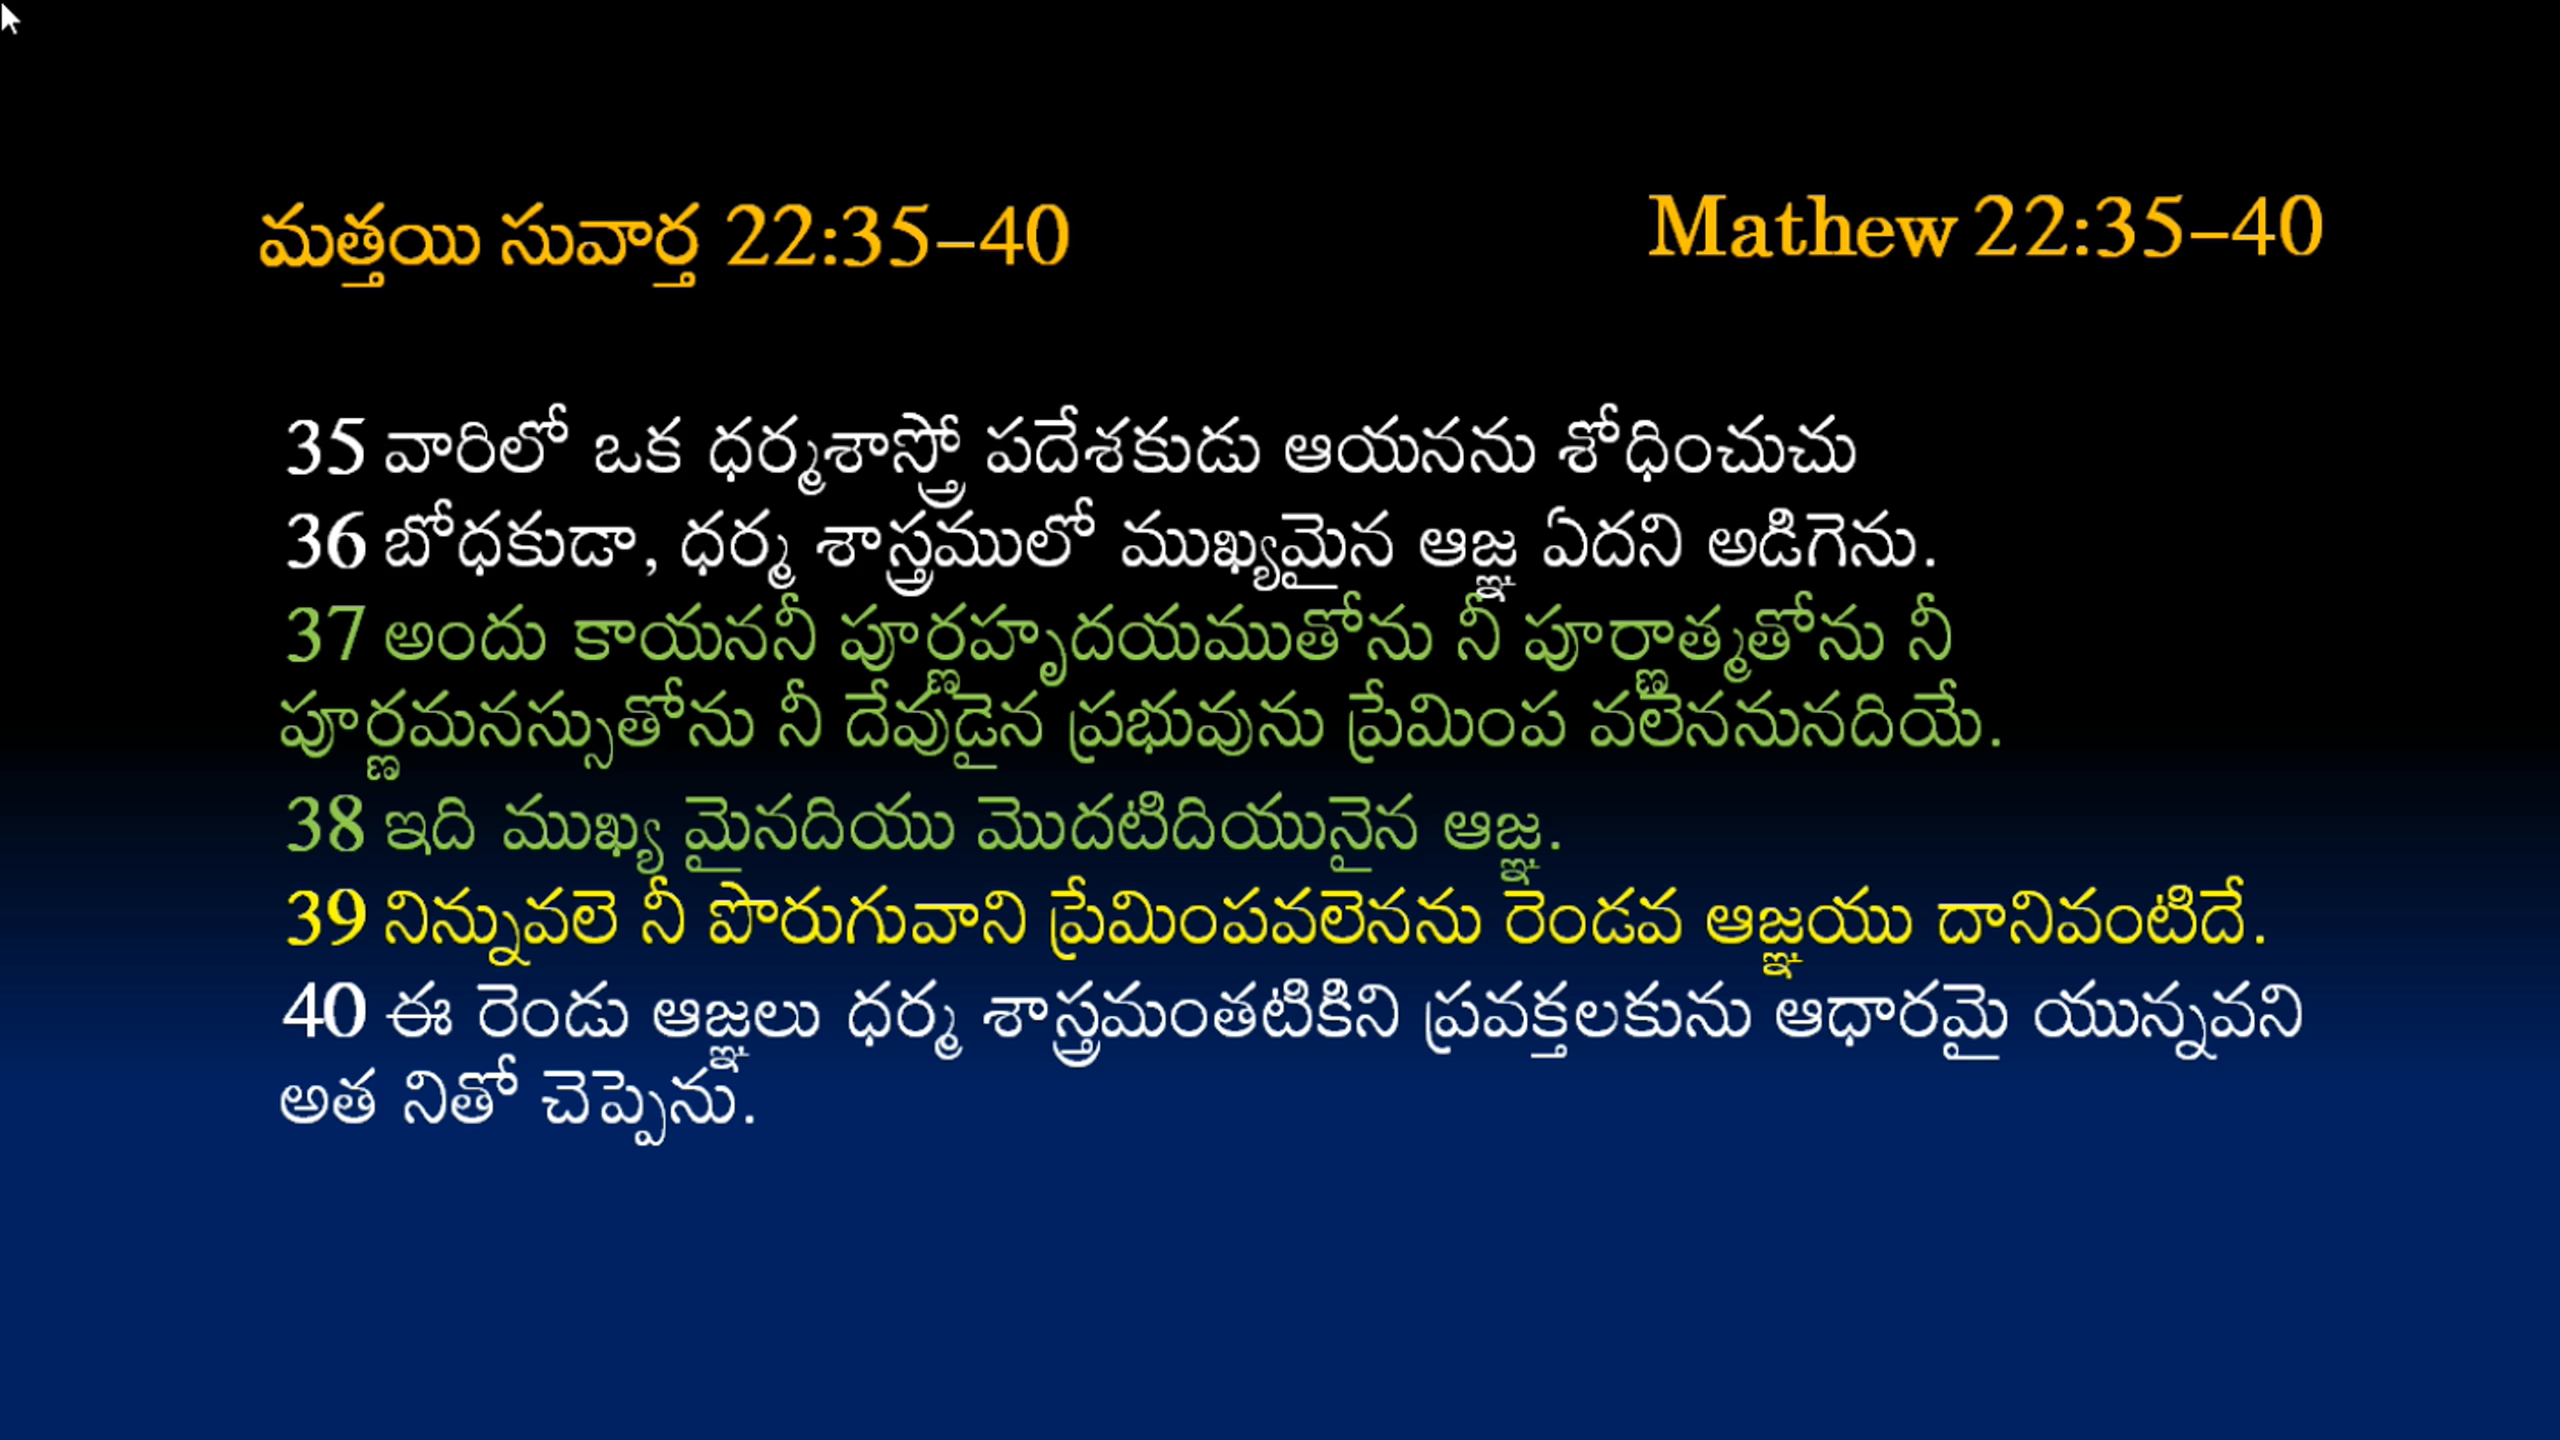 మత్తయి సువార్త 22:35–40 Mathew 22:35–40
35 వారిలో ఒక ధర్మశాస్త్రో పదేశకుడు ఆయనను శోధించుచు
36 బోధకుడా, ధర్మ శాస్త్రములో ముఖ్యమైన ఆజ్ఞ ఏదని అడిగెను.
37 అందు కాయననీ పూర్ణహృదయముతోను నీ పూర్ణాత్మతోను నీ
పూర్ణమనస్సుతోను నీ దేవుడైన ప్రభువును ప్రేమింప వలెననునదియే.
38 ఇది ముఖ్య మైనదియు మొదటిదియునైన ఆజ్ఞ.
39 నిన్నువలె నీ పొరుగువాని ప్రేమింపవలెనను రెండవ ఆజ్ఞయు దానివంటిదే.
40 ఈ రెండు ఆజ్ఞలు ధర్మ శాస్త్రమంతటికిని ప్రవక్తలకును ఆధారమై యున్నవని
అత నితో చెప్పెను.